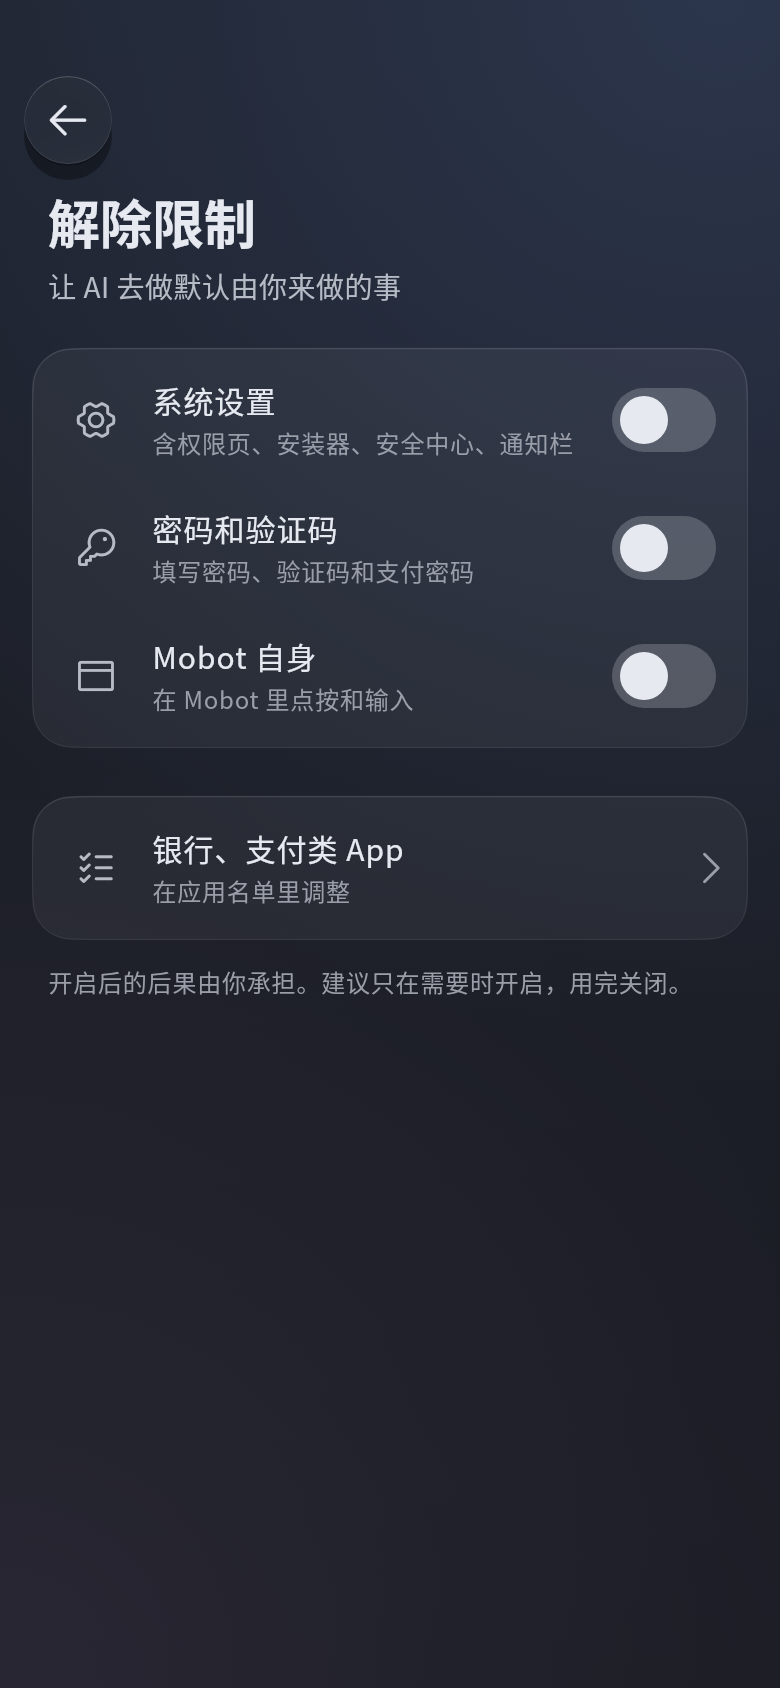 解除限制
让 AI 去做默认由你来做的事
系统设置
含权限页、安装器、安全中心、通知栏
密码和验证码
填写密码、验证码和支付密码
Mobot 自身
在 Mobot 里点按和输入
银行、支付类 App
在应用名单里调整
开启后的后果由你承担。建议只在需要时开启，用完关闭。